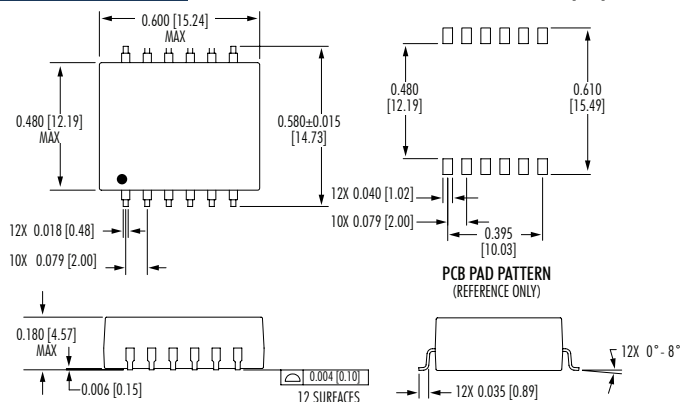 0.600 [15.24]
MAX
0.480 [12.19]
MAX
0.580±0.015
[14.73]
12X 0.018 [0.48]
10X 0.079 [2.00]
0.480
[12.19]
0.610
[15.49]
12X 0.040 [1.02]
10X 0.079 [2.00]
0.395
[10.03]
PCB PAD PATTERN
(REFERENCE ONLY)
0.180 [4.57]
MAX
0.006 [0.15]
0.004 [0.10]
12 SURFACES
12X 0.035 [0.89]
12X 0°- 8°